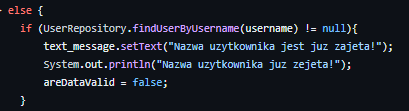 else {
if (UserRepository.findUserByUsername(username) != null){
text_message.setText("Nazwa uzytkownika jest juz zajeta!");
System.out.println("Nazwa uzytkownika juz zejeta!");
areDataValid = false;
}